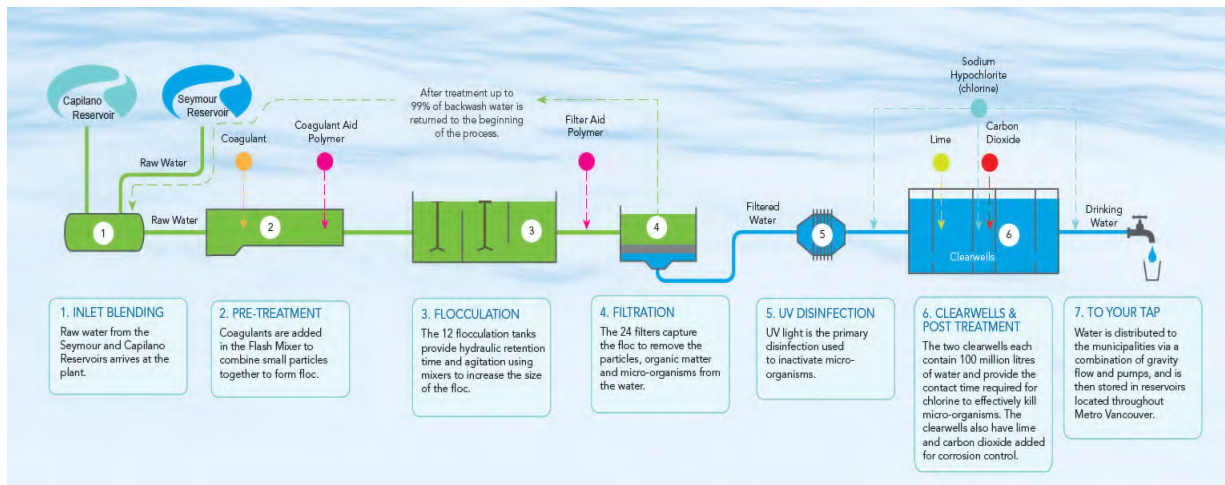 Capilano
Reservoir
Seymour
Reservoir
After treatment up to
99% of backwash water is
returned to the beginning
of the process.
Sodium
Hypochlorite
(chlorine)
Coagulant
Coagulant Aid
Polymer
Filter Aid
Polymer
Lime
Carbon
Dioxide
Raw Water
Raw Water
Filtered
Water
Drinking
Water
1
2
3
4
5
6
Clearwells
1. INLET BLENDING
Raw water from the
Seymour and Capilano
Reservoirs arrives at the
plant.
2. PRE-TREATMENT
Coagulants are added
in the Flash Mixer to
combine small particles
together to form floc.
3. FLOCCULATION
The 12 flocculation tanks
provide hydraulic retention
time and agitation using
mixers to increase the size
of the floc.
4. FILTRATION
The 24 filters capture
the floc to remove the
particles, organic matter
and micro-organisms from
the water.
5. UV DISINFECTION
UV light is the primary
disinfection used
to inactivate micro-
organisms.
6. CLEARWELLS &
POST TREATMENT
The two clearwells each
contain 100 million litres
of water and provide the
contact time required for
chlorine to effectively kill
micro-organisms. The
clearwells also have lime
and carbon dioxide added
for corrosion control.
7. TO YOUR TAP
Water is distributed to
the municipalities via a
combination of gravity
flow and pumps, and is
then stored in reservoirs
located throughout
Metro Vancouver.